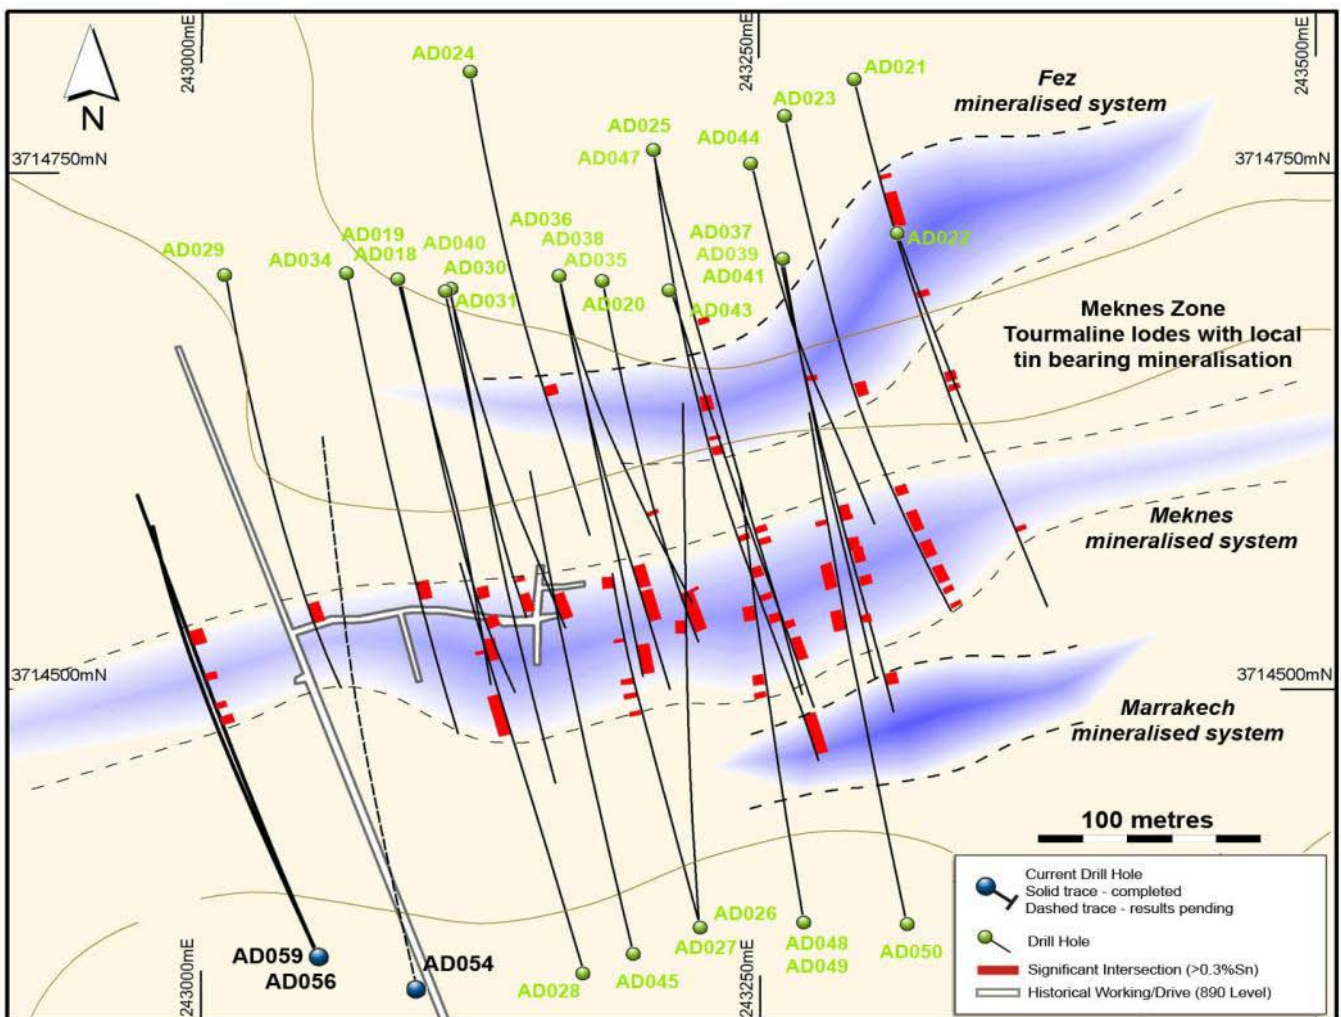 243000mE
243250mE
243500mE
AD024
AD021
Fez
mineralised system
AD023
AD025
AD044
AD047
N
3714750mN
3714750mN
AD036
AD019
AD040
AD038
AD037
AD022
AD029
AD034
AD018
AD030
AD035
AD039
AD041
AD031
AD020
AD043
Meknes Zone
Tourmaline lodes with local
tin bearing mineralisation
Meknes
mineralised system
3714500mN
3714500mN
Marrakech
mineralised system
100 metres
Current Drill Hole
Solid trace - completed
Dashed trace - results pending
Drill Hole
Significant Intersection (>0.3%Sn)
Historical Working/Drive (890 Level)
AD026
AD027
AD048
AD049
AD050
AD059
AD056
AD054
AD028
AD045
243000mE
243250mE